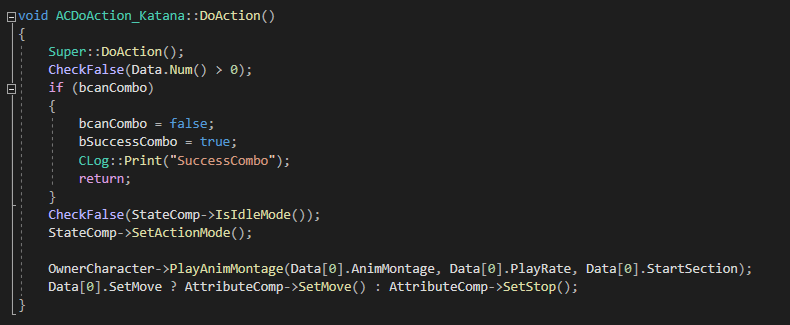 void ACDoAction_Katana::DoAction()
{
Super::DoAction();
CheckFalse(Data.Num() > 0);
if (bcanCombo)
{
bcanCombo = false;
bSuccessCombo = true;
CLog::Print("SuccessCombo");
return;
}
CheckFalse(StateComp->IsIdleMode());
StateComp->SetActionMode();
OwnerCharacter->PlayAnimMontage(Data[0].AnimMontage, Data[0].PlayRate, Data[0].StartSection);
Data[0].SetMove ? AttributeComp->SetMove() : AttributeComp->SetStop();
}